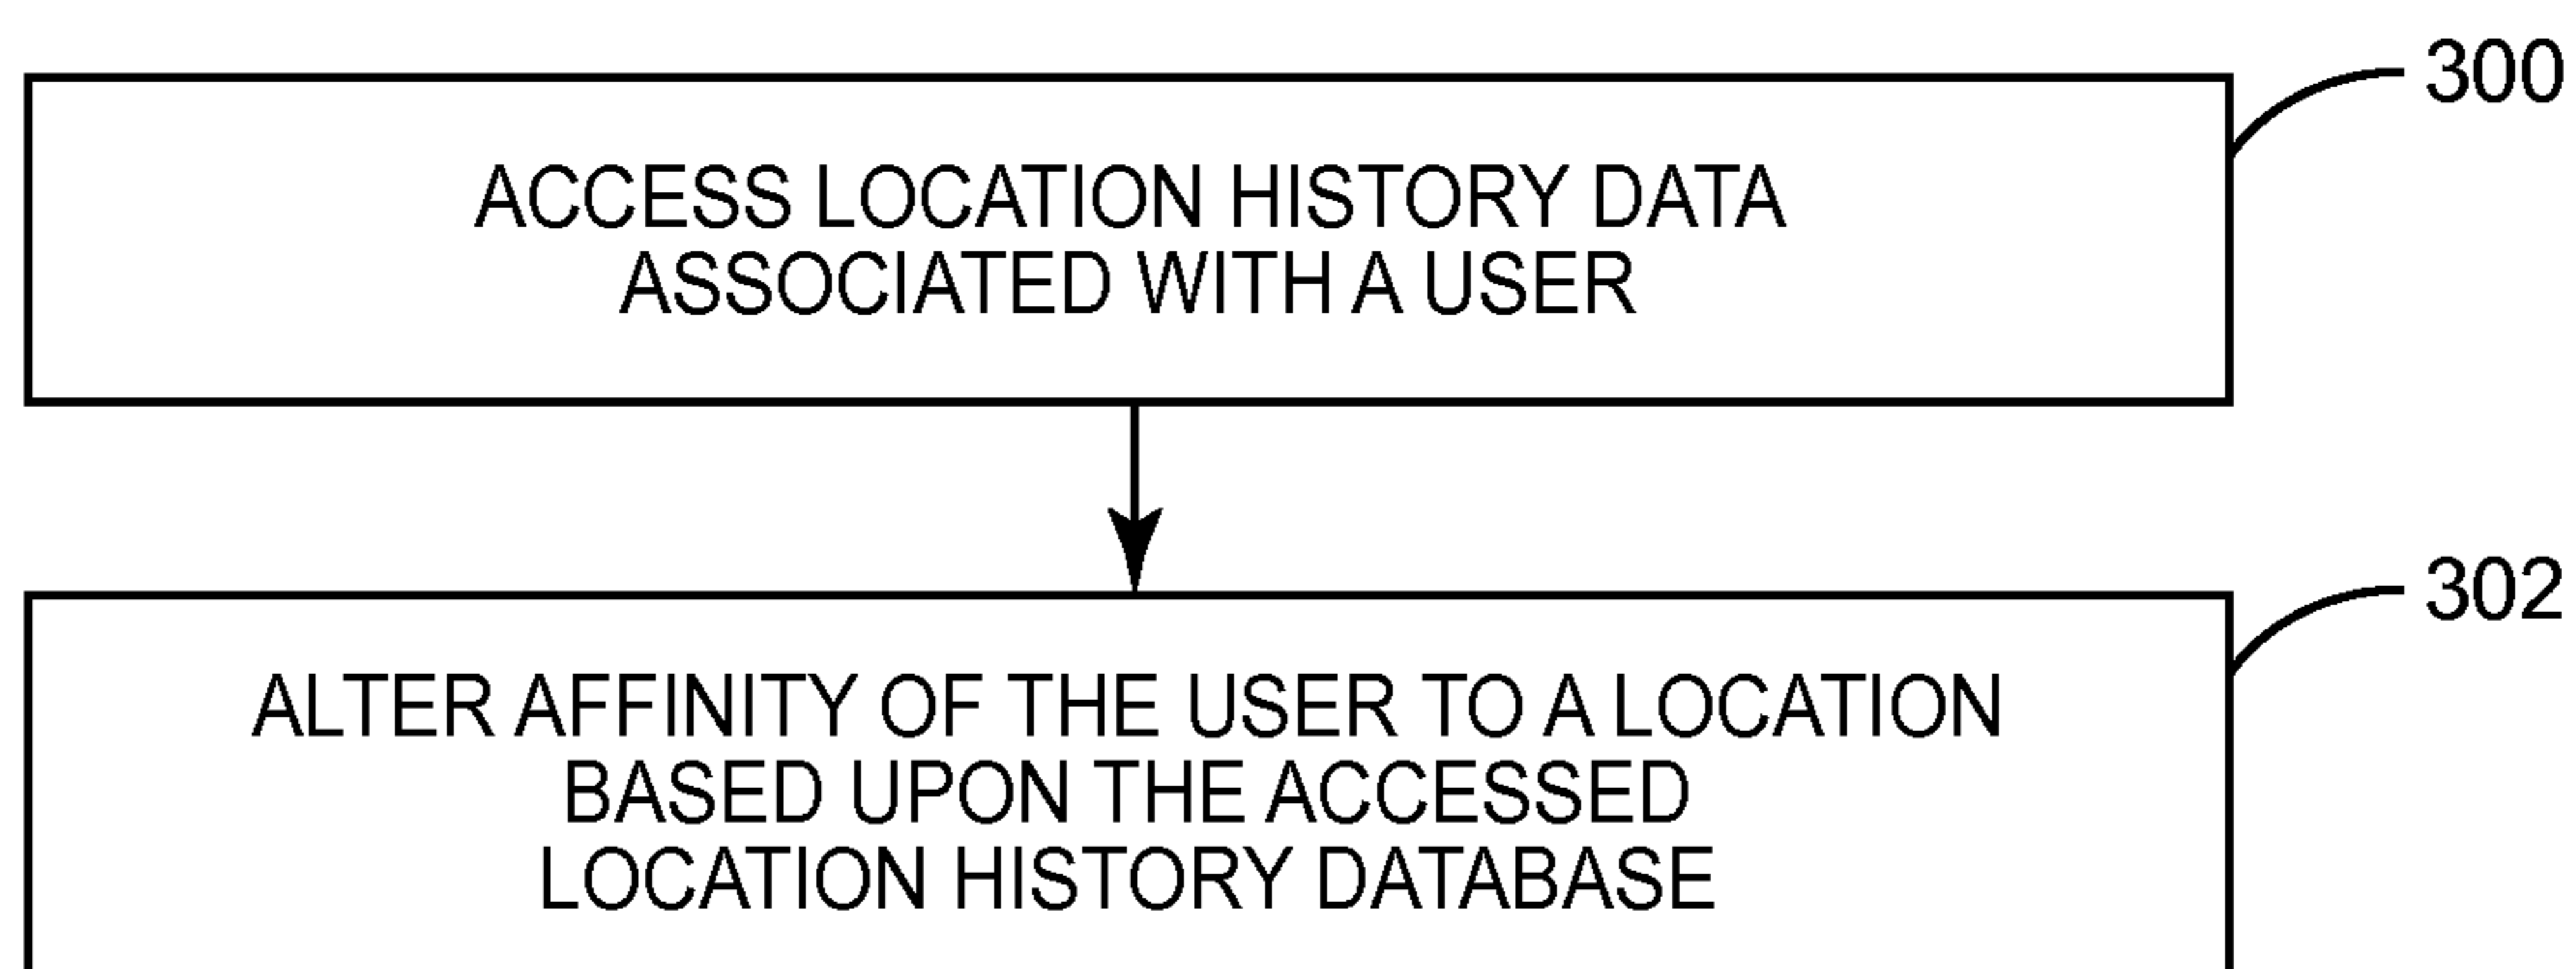 300
ACCESS LOCATION HISTORY DATA
ASSOCIATED WITH A USER
302
ALTER AFFINITY OF THE USER TO A LOCATION
BASED UPON THE ACCESSED
LOCATION HISTORY DATABASE